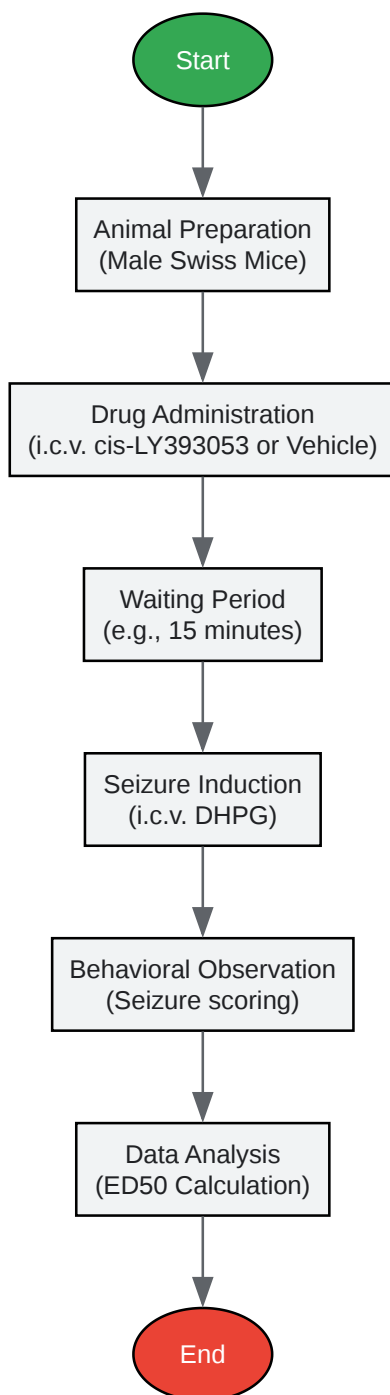 Start
Animal Preparation
(Male Swiss Mice)
Drug Administration
(i.c.v. cis-LY393053 or Vehicle)
Waiting Period
(e.g., 15 minutes)
Seizure Induction
(i.c.v. DHPG)
Behavioral Observation
(Seizure scoring)
Data Analysis
(ED50 Calculation)
End